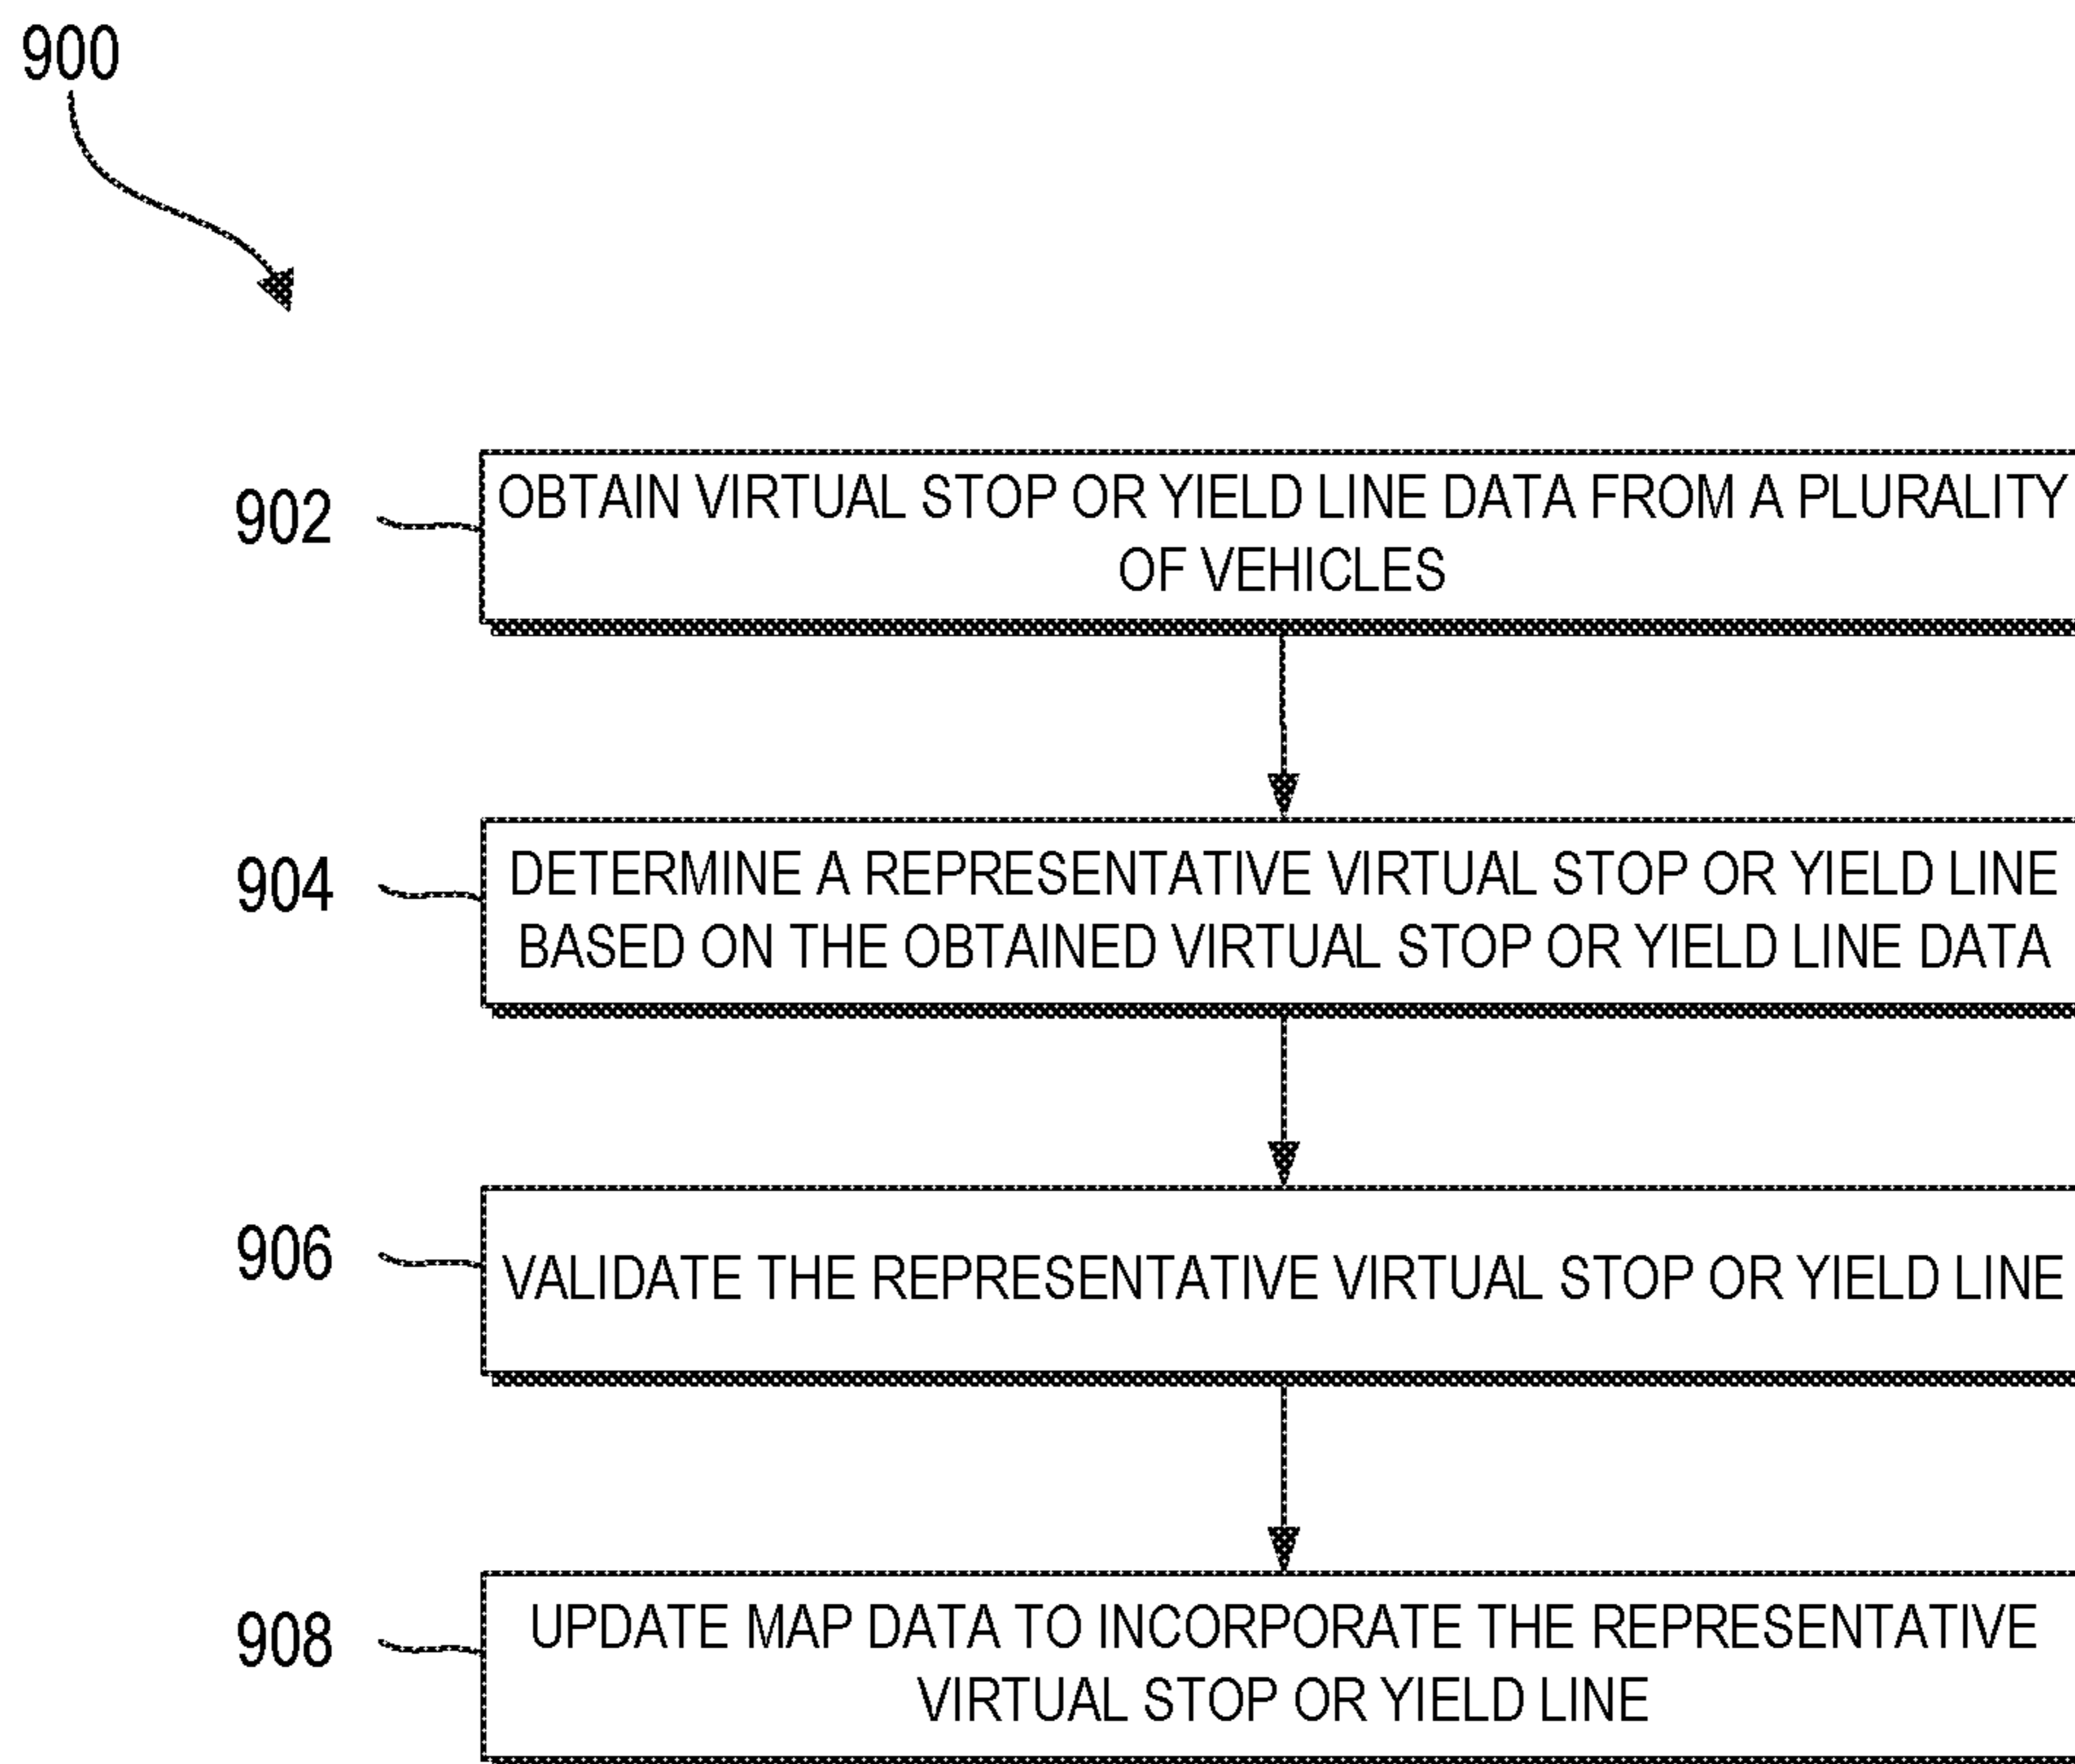 900
902
OBTAIN VIRTUAL STOP OR YIELD LINE DATA FROM A PLURALITY
OF VEHICLES
904
DETERMINE A REPRESENTATIVE VIRTUAL STOP OR YIELD LINE
BASED ON THE OBTAINED VIRTUAL STOP OR YIELD LINE DATA
906
VALIDATE THE REPRESENTATIVE VIRTUAL STOP OR YIELD LINE
908
UPDATE MAP DATA TO INCORPORATE THE REPRESENTATIVE
VIRTUAL STOP OR YIELD LINE